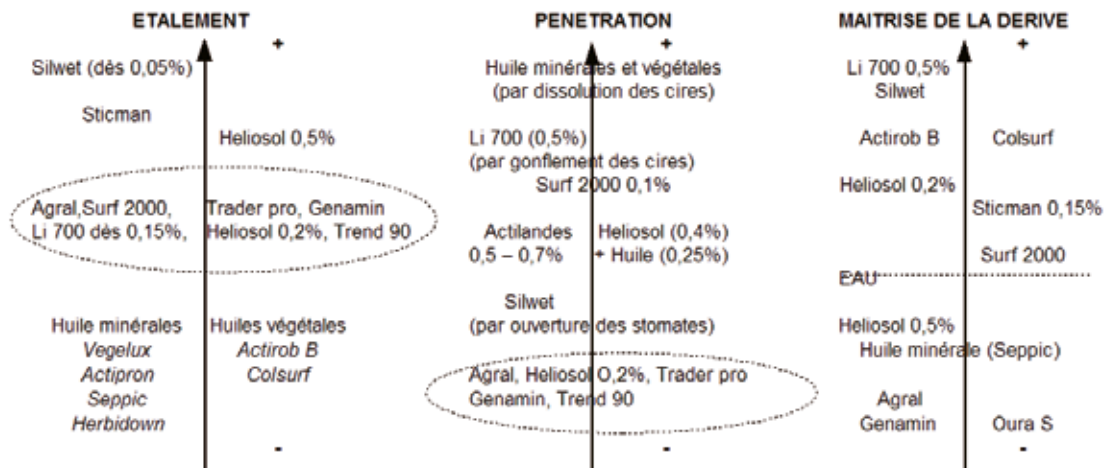 ETALEMENT
+
Silwet (dès 0,05%)
Sticman
Heliosol 0,5%
Agral,Surf 2000, Trader pro, Genamin
Li 700 dès 0,15%, Heliosol 0,2%, Trend 90
Huile minérales Huiles végétales
Vegelux Actirob B
Actipron Colsurf
Seppic
Herbidown
-
PENETRATION
+
Huile minérales et végétales
(par dissolution des cires)
Li 700 (0,5%)
(par gonflement des cires)
Surf 2000 0,1%
Actilandes Heliosol (0,4%)
0,5 – 0,7% + Huile (0,25%)
Silwet
(par ouverture des stomates)
Agral, Heliosol 0,2%, Trader pro
Genamin, Trend 90
-
MAITRISE DE LA DERIVE
+
Li 700 0,5%
Silwet
Actirob B Colsurf
Heliosol 0,2%
Sticman 0,15%
Surf 2000
EAU
Heliosol 0,5%
Huile minérale (Seppic)
Agral
Genamin Oura S
-